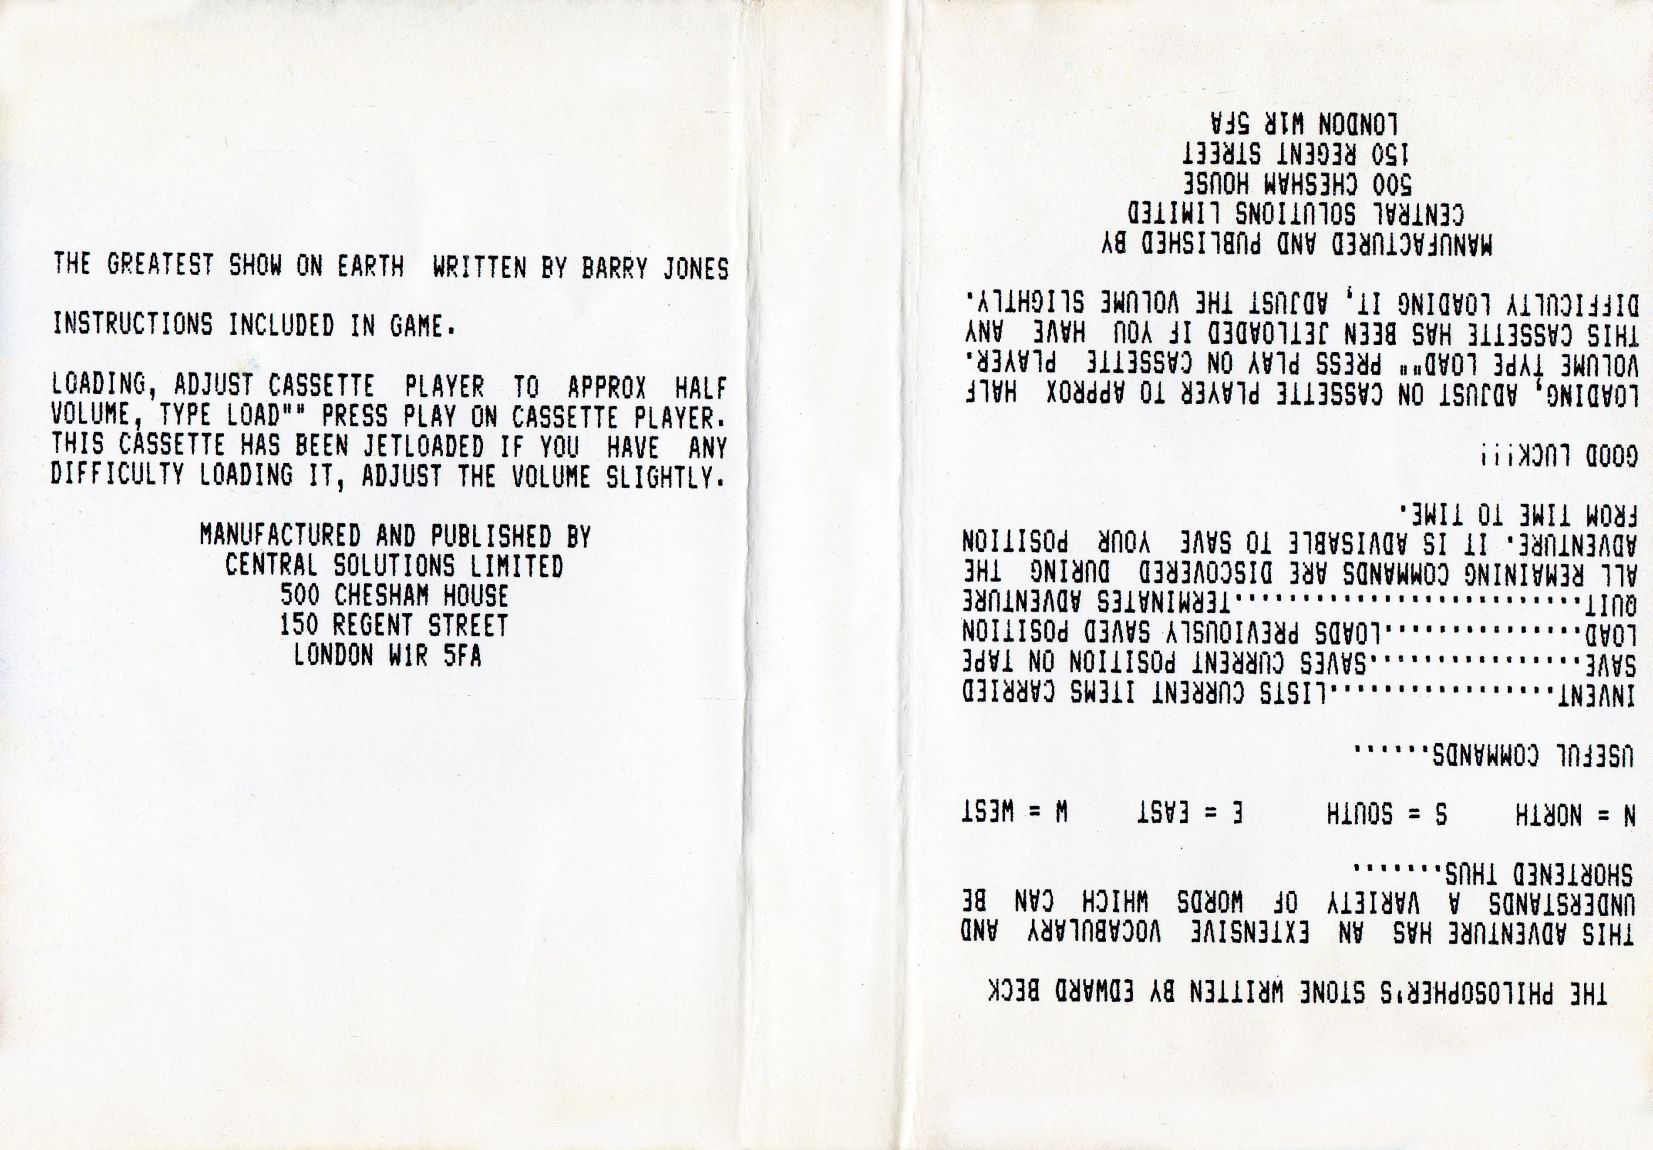 THE GREATEST SHOW ON EARTH  WRITTEN BY BARRY JONES
INSTRUCTIONS INCLUDED IN GAME.
LOADING, ADJUST CASSETTE  PLAYER  TO  APPROX  HALF
VOLUME, TYPE LOAD"" PRESS PLAY ON CASSETTE PLAYER.
THIS CASSETTE HAS BEEN JETLOADED IF YOU  HAVE  ANY
DIFFICULTY LOADING IT, ADJUST THE VOLUME SLIGHTLY.
MANUFACTURED AND PUBLISHED BY
CENTRAL SOLUTIONS LIMITED
500 CHESHAM HOUSE
150 REGENT STREET
LONDON W1R 5FA
THE PHILOSOPHER'S STONE WRITTEN BY EDWARD BECK
THIS ADVENTURE HAS  AN  EXTENSIVE  VOCABULARY  AND
UNDERSTANDS  A  VARIETY  OF  WORDS  WHICH  CAN  BE
SHORTENED THUS.......
N = NORTH     S = SOUTH      E = EAST     W = WEST
USEFUL COMMANDS......
INVENT.................LISTS CURRENT ITEMS CARRIED
SAVE................SAVES CURRENT POSITION ON TAPE
LOAD...............LOADS PREVIOUSLY SAVED POSITION
QUIT..........................TERMINATES ADVENTURE
ALL REMAINING COMMANDS ARE DISCOVERED  DURING  THE
ADVENTURE. IT IS ADVISABLE TO SAVE  YOUR  POSITION
FROM TIME TO TIME.
GOOD LUCK!!!
LOADING, ADJUST ON CASSETTE PLAYER TO APPROX  HALF
VOLUME TYPE LOAD"" PRESS PLAY ON CASSETTE  PLAYER.
THIS CASSETTE HAS BEEN JETLOADED IF YOU  HAVE  ANY
DIFFICULTY LOADING IT, ADJUST THE VOLUME SLIGHTLY.
MANUFACTURED AND PUBLISHED BY
CENTRAL SOLUTIONS LIMITED
500 CHESHAM HOUSE
150 REGENT STREET
LONDON W1R 5FA